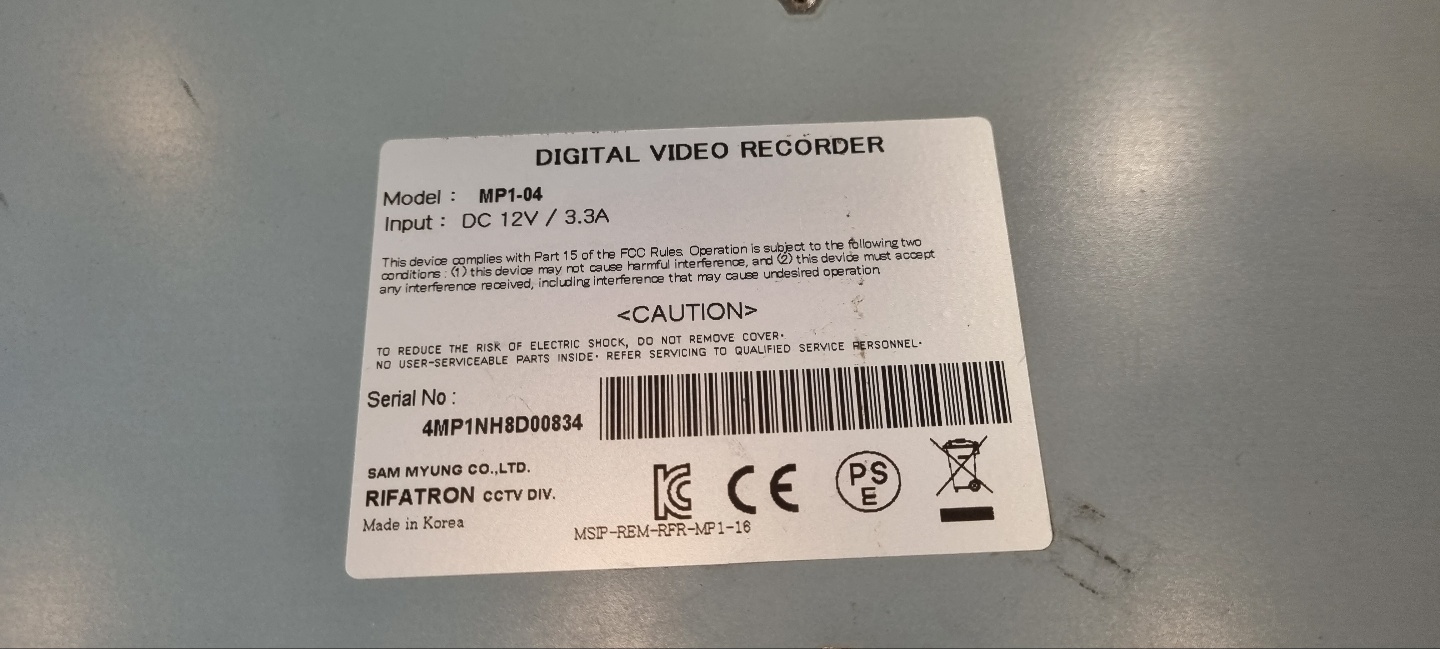 DIGITAL VIDEO RECORDER
Model : MP1-04
Input : DC 12V / 3.3A
This device complies with Part 15 of the FCC Rules. Operation is subject to the following two
conditions : (1) this device may not cause harmful interference, and (2) this device must accept
any interference received, including interference that may cause undesired operation
<CAUTION>
TO REDUCE THE RISK OF ELECTRIC SHOCK, DO NOT REMOVE COVER.
NO USER-SERVICEABLE PARTS INSIDE. REFER SERVICING TO QUALIFIED SERVICE PERSONNEL.
Serial No :
4MP1NH8D00834
SAM MYUNG CO.,LTD.
RIFATRON CCTV DIV.
Made in Korea
KC CE PSE
MSIP-REM-RFR-MP1-16